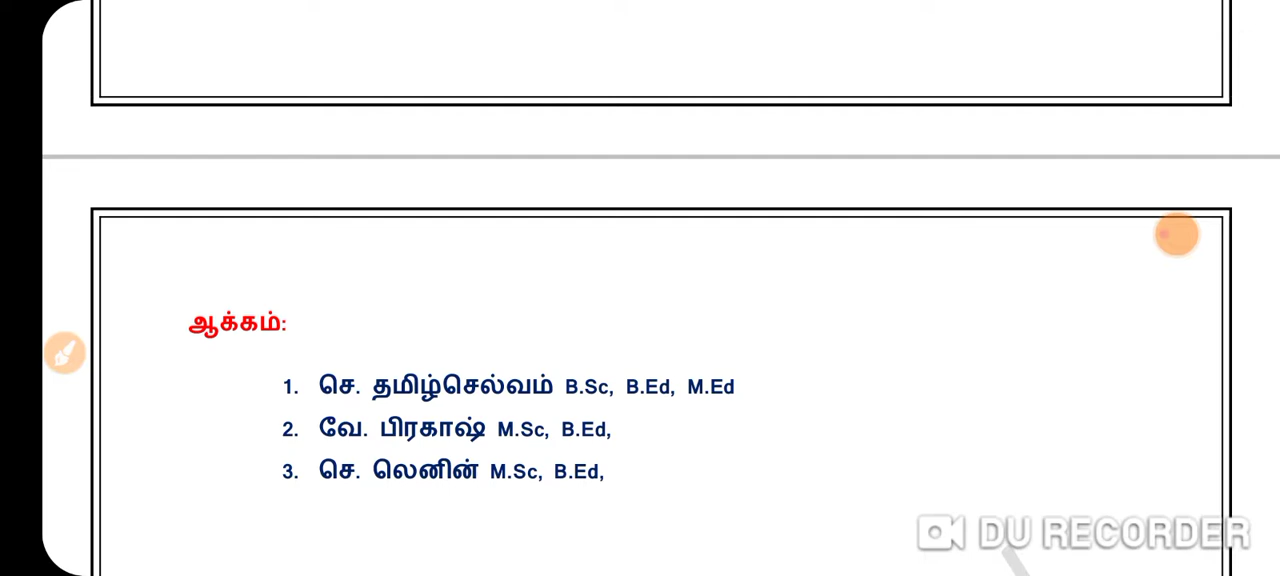 ஆக்கம்:
1. செ. தமிழ்செல்வம் B.Sc, B.Ed, M.Ed
2. வே. பிரகாஷ் M.Sc, B.Ed,
3. செ. லெனின் M.Sc, B.Ed,
DU RECORDER